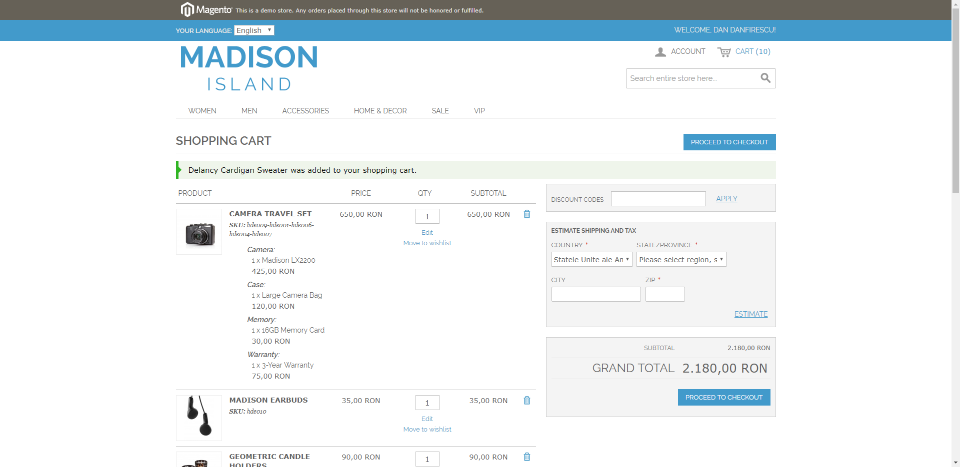 Magento
This is a demo store. Any orders placed through this store will not be honored or fulfilled.
YOUR LANGUAGE: English
WELCOME, DAN DANFIRESCU!
MADISON
ISLAND
ACCOUNT
CART (10)
Search entire store here...
WOMEN MEN ACCESSORIES HOME & DECOR SALE VIP
SHOPPING CART
PROCEED TO CHECKOUT
Delancy Cardigan Sweater was added to your shopping cart.
PRODUCT PRICE QTY SUBTOTAL
CAMERA TRAVEL SET 650,00 RON 1 650,00 RON
SKU:
Edit
Move to wishlist
Camera:
1 x Madison LX2200
425,00 RON
Case:
1 x Large Camera Bag
120,00 RON
Memory:
1 x 16GB Memory Card
30,00 RON
Warranty:
1 x 3-Year Warranty
75,00 RON
MADISON EARBUDS 35,00 RON 1 35,00 RON
SKU: hde010
Edit
Move to wishlist
GEOMETRIC CANDLE 90,00 RON 1 90,00 RON
HOLDERS
Edit
DISCOUNT CODES APPLY
ESTIMATE SHIPPING AND TAX
COUNTRY * STATE/PROVINCE *
Statele Unite ale An Please select region, s
CITY ZIP *
ESTIMATE
SUBTOTAL 2.180,00 RON
GRAND TOTAL 2.180,00 RON
PROCEED TO CHECKOUT